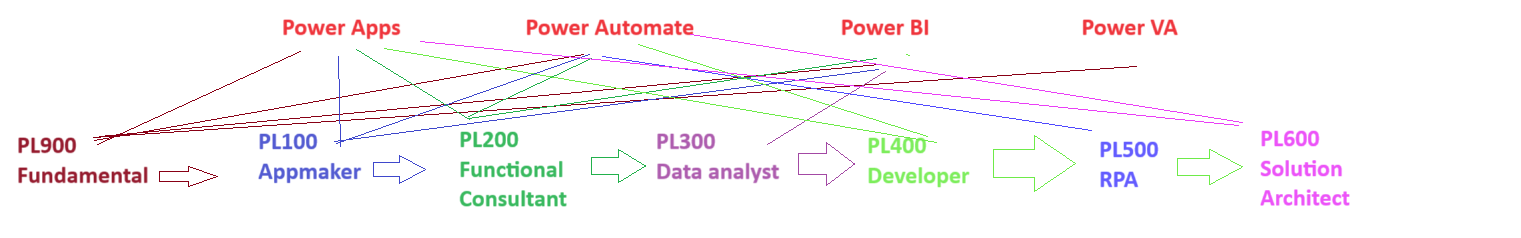 Power Apps
Power Automate
Power BI
Power VA
PL900
Fundamental
PL100
Appmaker
PL200
Functional
Consultant
PL300
Data analyst
PL400
Developer
PL500
RPA
PL600
Solution
Architect